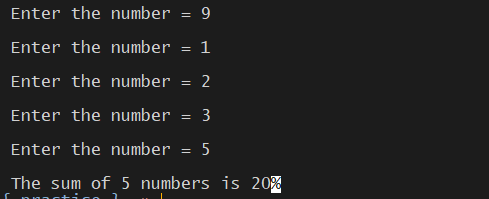 Enter the number = 9
Enter the number = 1
Enter the number = 2
Enter the number = 3
Enter the number = 5
The sum of 5 numbers is 20%